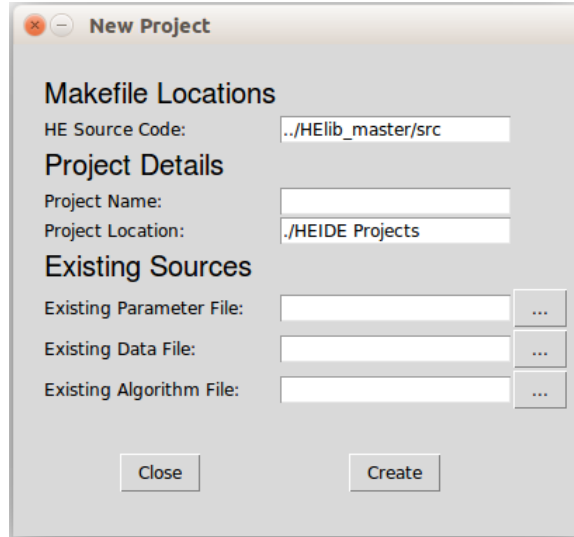 New Project
Makefile Locations
HE Source Code: ../HElib_master/src
Project Details
Project Name:
Project Location: ./HEIDE Projects
Existing Sources
Existing Parameter File: ...
Existing Data File: ...
Existing Algorithm File: ...
Close Create